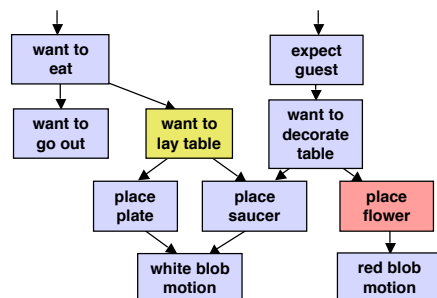 want to
eat
expect
guest
want to
go out
want to
lay table
want to
decorate
table
place
plate
place
saucer
place
flower
white blob
motion
red blob
motion